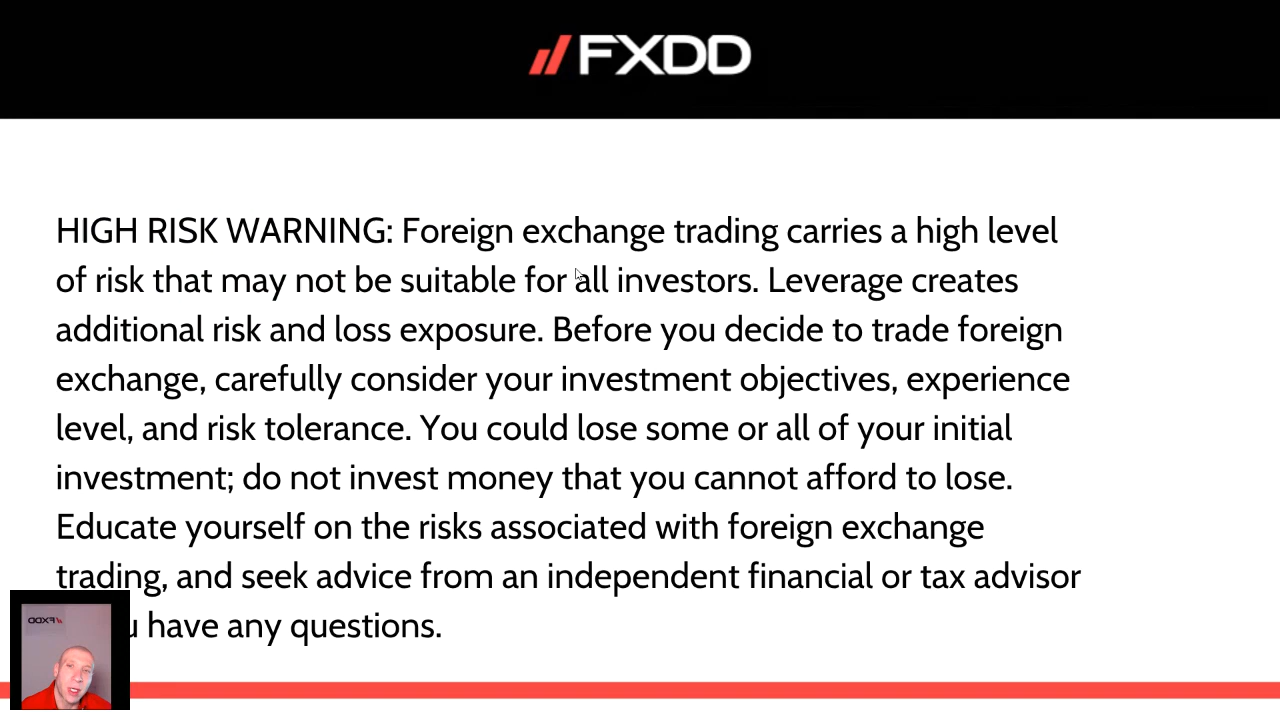 FXDD
HIGH RISK WARNING: Foreign exchange trading carries a high level
of risk that may not be suitable for all investors. Leverage creates
additional risk and loss exposure. Before you decide to trade foreign
exchange, carefully consider your investment objectives, experience
level, and risk tolerance. You could lose some or all of your initial
investment; do not invest money that you cannot afford to lose.
Educate yourself on the risks associated with foreign exchange
trading, and seek advice from an independent financial or tax advisor
have any questions.
FXDD